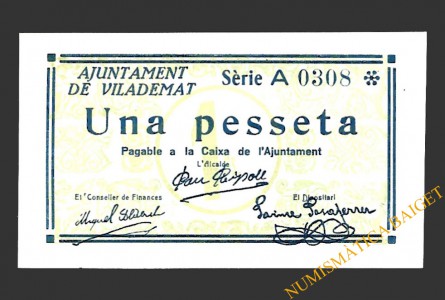 AJUNTAMENT
DE VILADEMAT
Sèrie A 0308
Una pesseta
Pagable a la Caixa de l'Ajuntament
L'Alcalde
El Conseller de Finances
El Dipositari
NUMISMÀTICA BAIGET